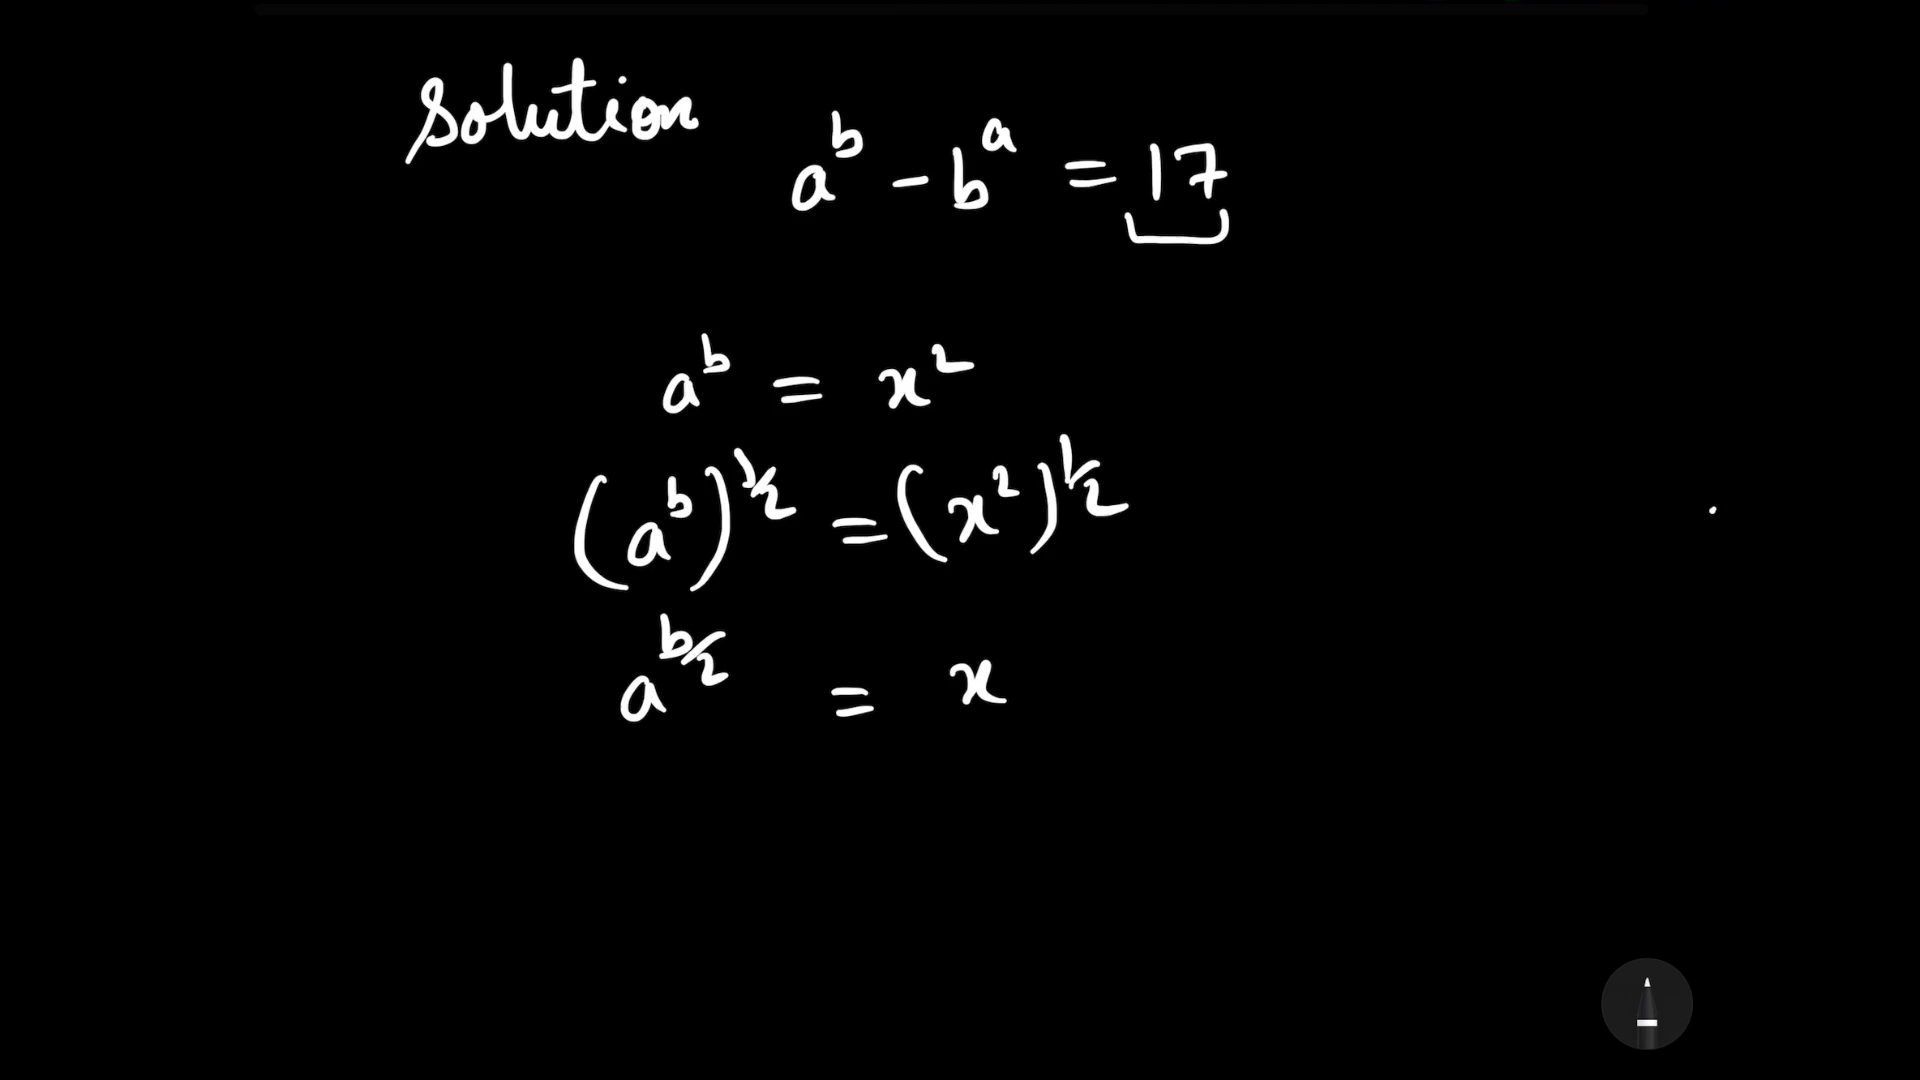 Solution
a^b - b^a = 17
a^b = x^2
(a^b)^1/2 = (x^2)^1/2
a^b/2 = x